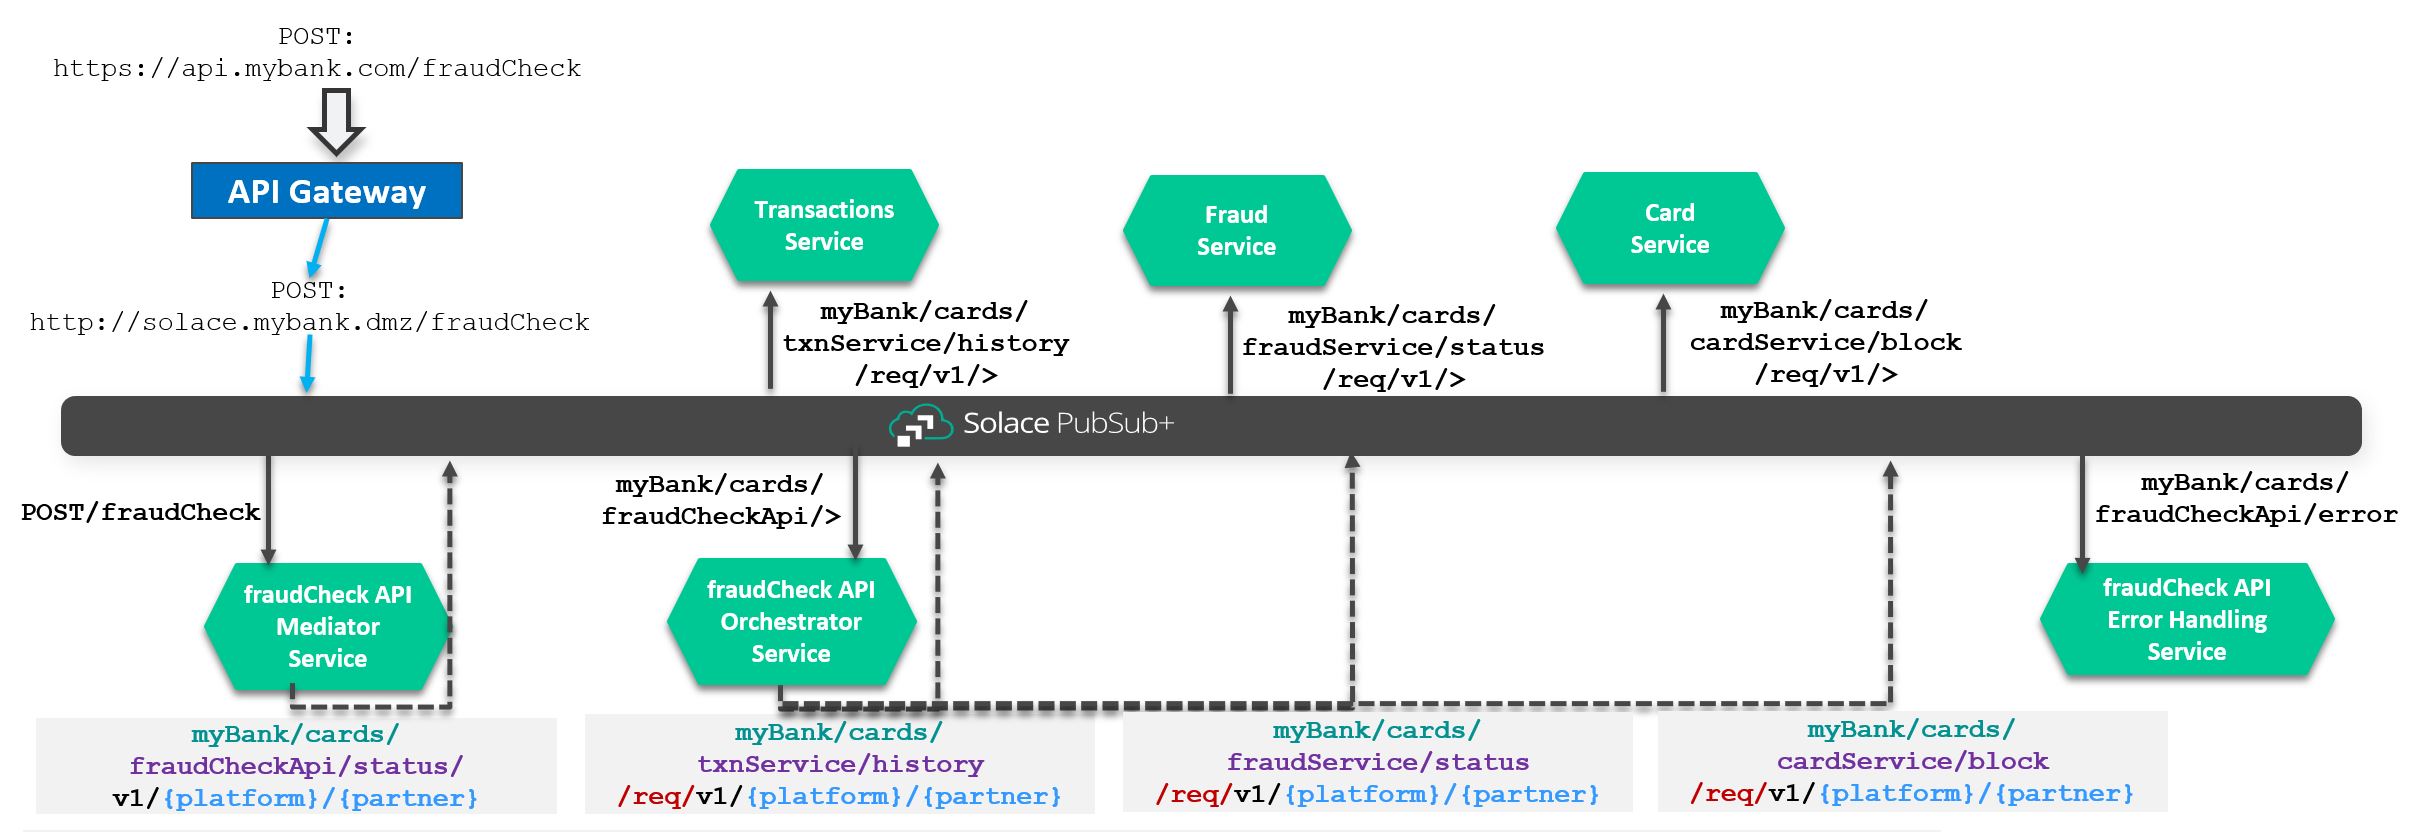 POST:
https://api.mybank.com/fraudCheck
API Gateway
POST:
http://solace.mybank.dmz/fraudCheck
Transactions
Service
Fraud
Service
Card
Service
myBank/cards/
txnService/history
/req/v1/>
myBank/cards/
fraudService/status
/req/v1/>
myBank/cards/
cardService/block
/req/v1/>
Solace PubSub+
POST/fraudCheck
myBank/cards/
fraudCheckApi/>
myBank/cards/
fraudCheckApi/error
fraudCheck API
Mediator
Service
fraudCheck API
Orchestrator
Service
fraudCheck API
Error Handling
Service
myBank/cards/
fraudCheckApi/status/
v1/{platform}/{partner}
myBank/cards/
txnService/history
/req/v1/{platform}/{partner}
myBank/cards/
fraudService/status
/req/v1/{platform}/{partner}
myBank/cards/
cardService/block
/req/v1/{platform}/{partner}